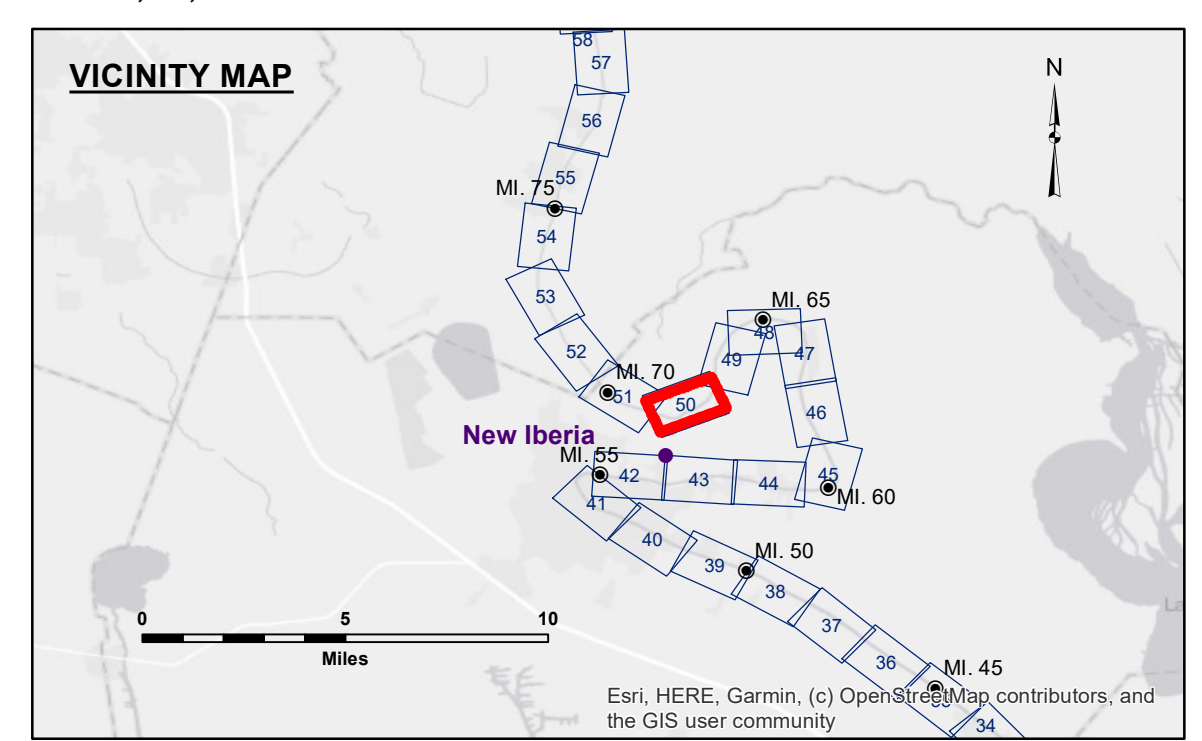 VICINITY MAP
N
58
57
56
55
MI. 75
54
53
MI. 65
48
52
49
47
MI. 70
51
50
46
New Iberia
MI. 55
42
43
44
45
MI. 60
41
40
39
MI. 50
38
37
36
MI. 45
34
0 5 10
Miles
La
Esri, HERE, Garmin, (c) OpenStreetMap contributors, and
the GIS user community